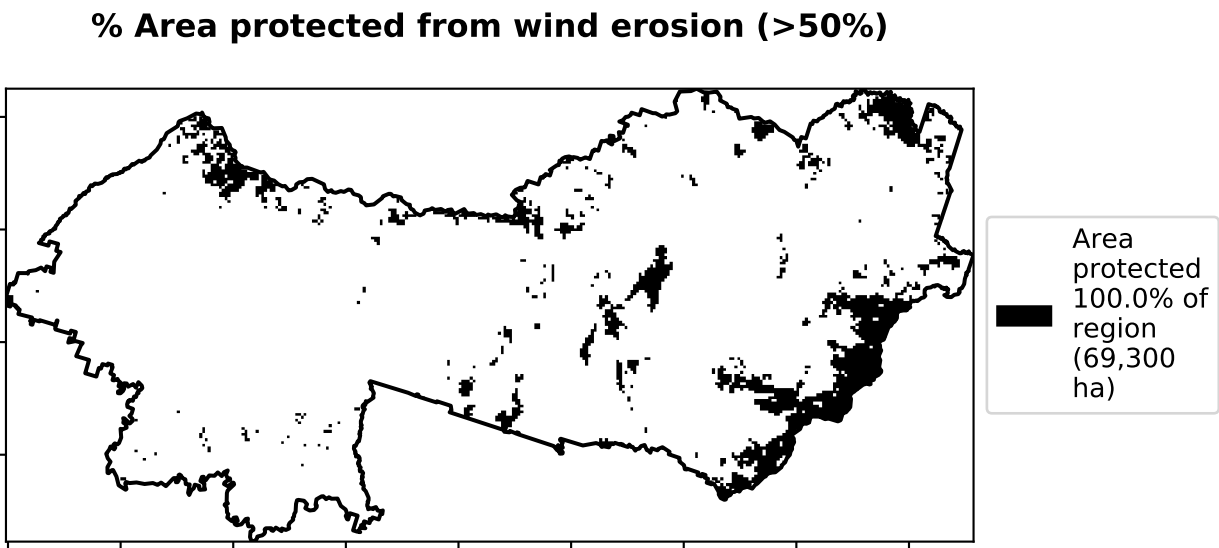 % Area protected from wind erosion (>50%)
Area
protected
100.0% of
region
(69,300
ha)